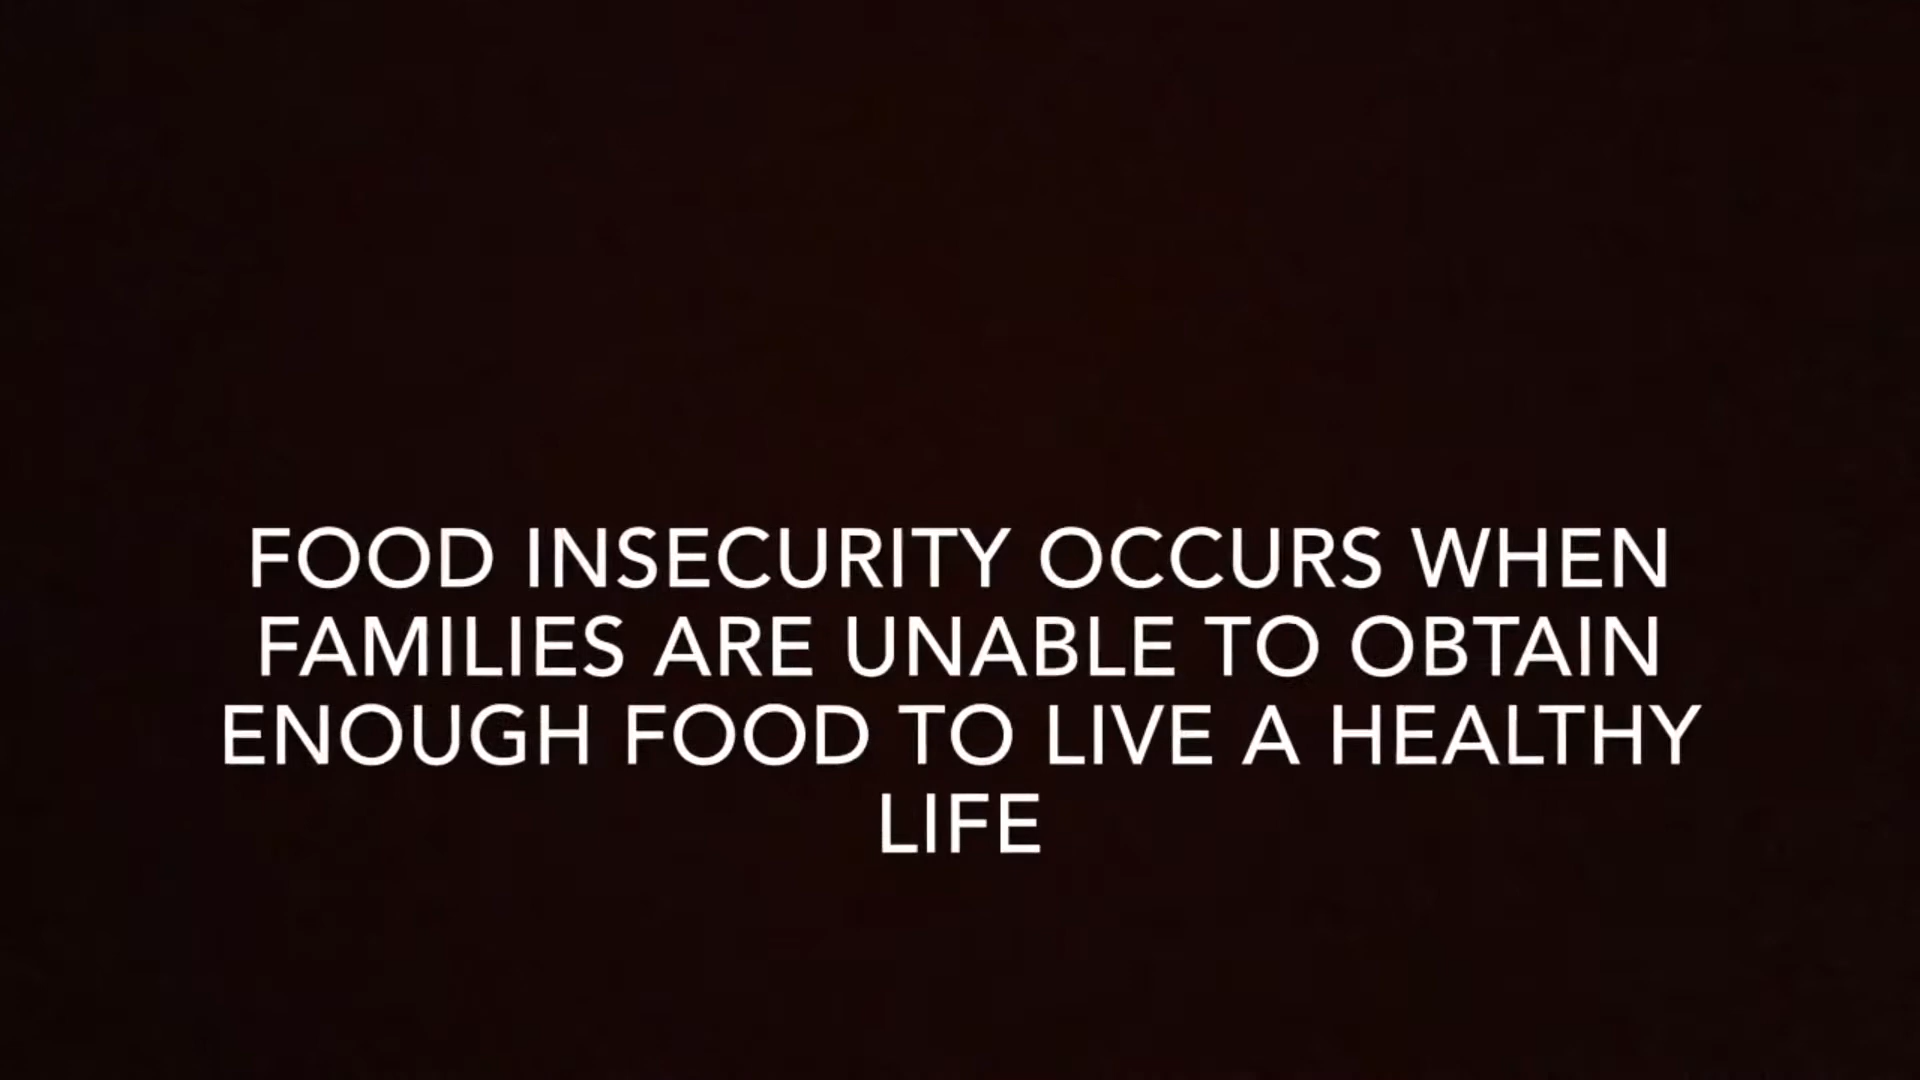 FOOD INSECURITY OCCURS WHEN
FAMILIES ARE UNABLE TO OBTAIN
ENOUGH FOOD TO LIVE A HEALTHY
LIFE